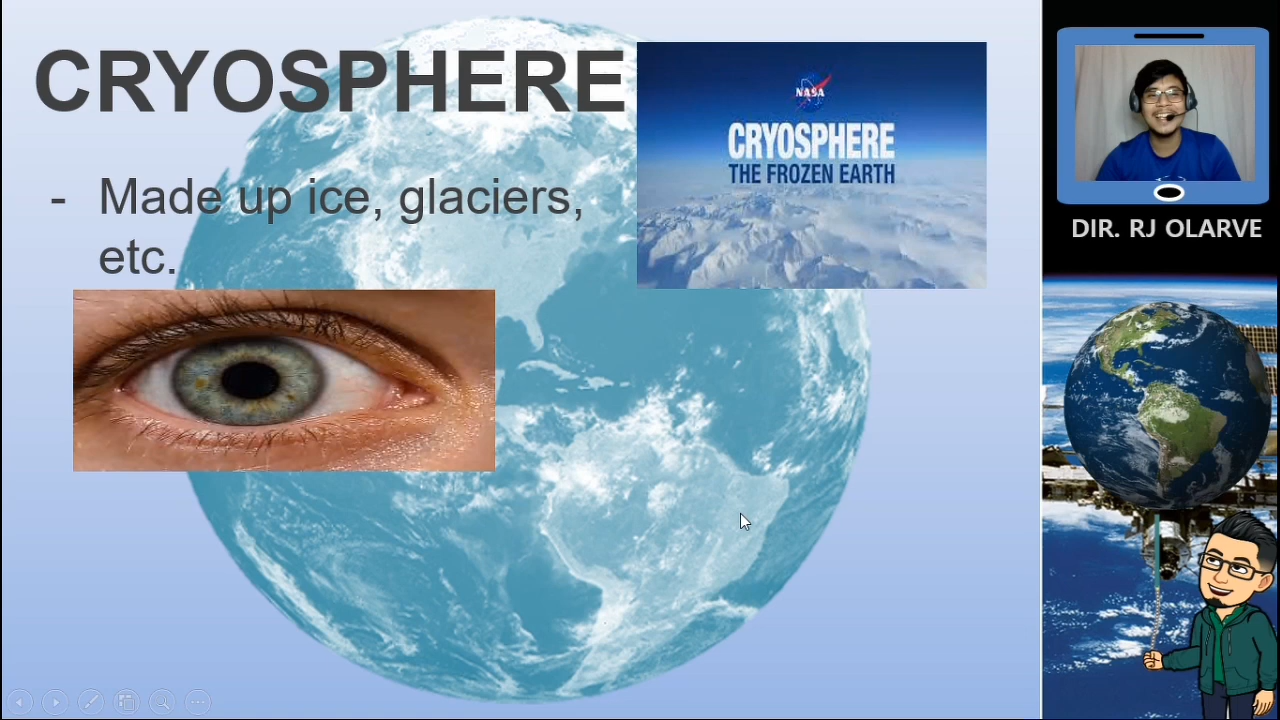 CRYOSPHERE
- Made up ice, glaciers,
etc.
NASA
CRYOSPHERE
THE FROZEN EARTH
DIR. RJ OLARVE